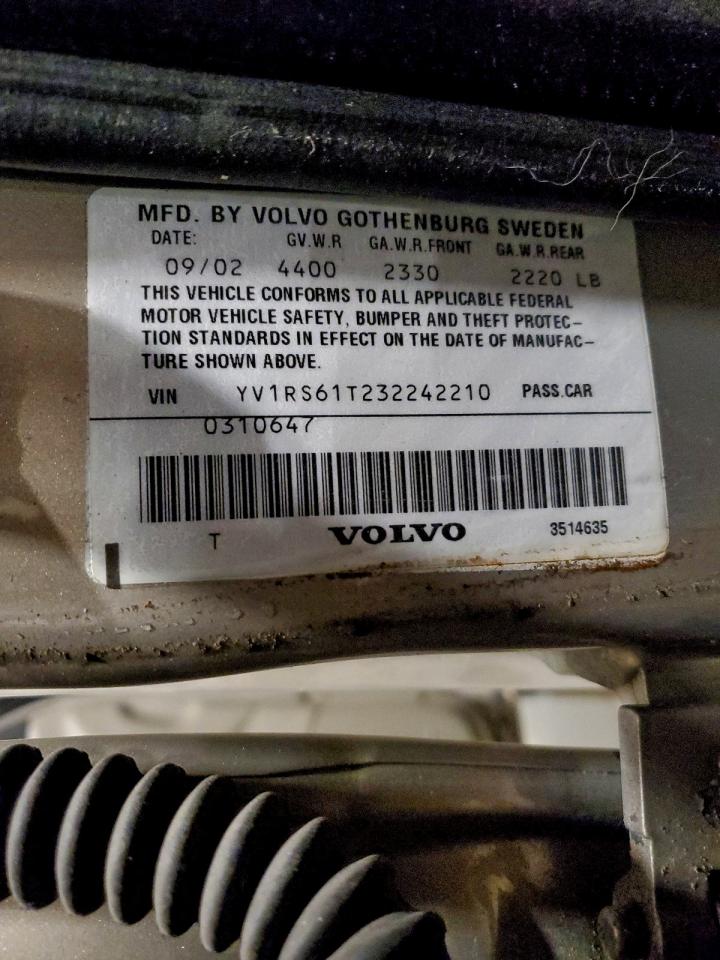 MFD. BY VOLVO GOTHENBURG SWEDEN
DATE: GV.W.R GA.W.R.FRONT GA.W.R.REAR
09/02 4400 2330 2220 LB
THIS VEHICLE CONFORMS TO ALL APPLICABLE FEDERAL
MOTOR VEHICLE SAFETY, BUMPER AND THEFT PROTEC-
TION STANDARDS IN EFFECT ON THE DATE OF MANUFAC-
TURE SHOWN ABOVE.
VIN YV1RS61T232242210 PASS.CAR
0310647
T VOLVO 3514635